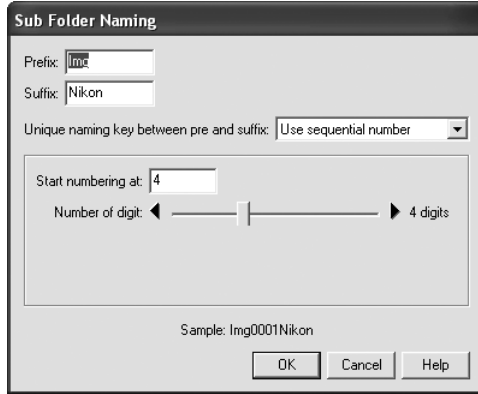 Sub Folder Naming
Prefix: Img
Suffix: Nikon
Unique naming key between pre and suffix: Use sequential number
Start numbering at: 4
Number of digit: 4 digits
Sample: Img0001Nikon
OK Cancel Help